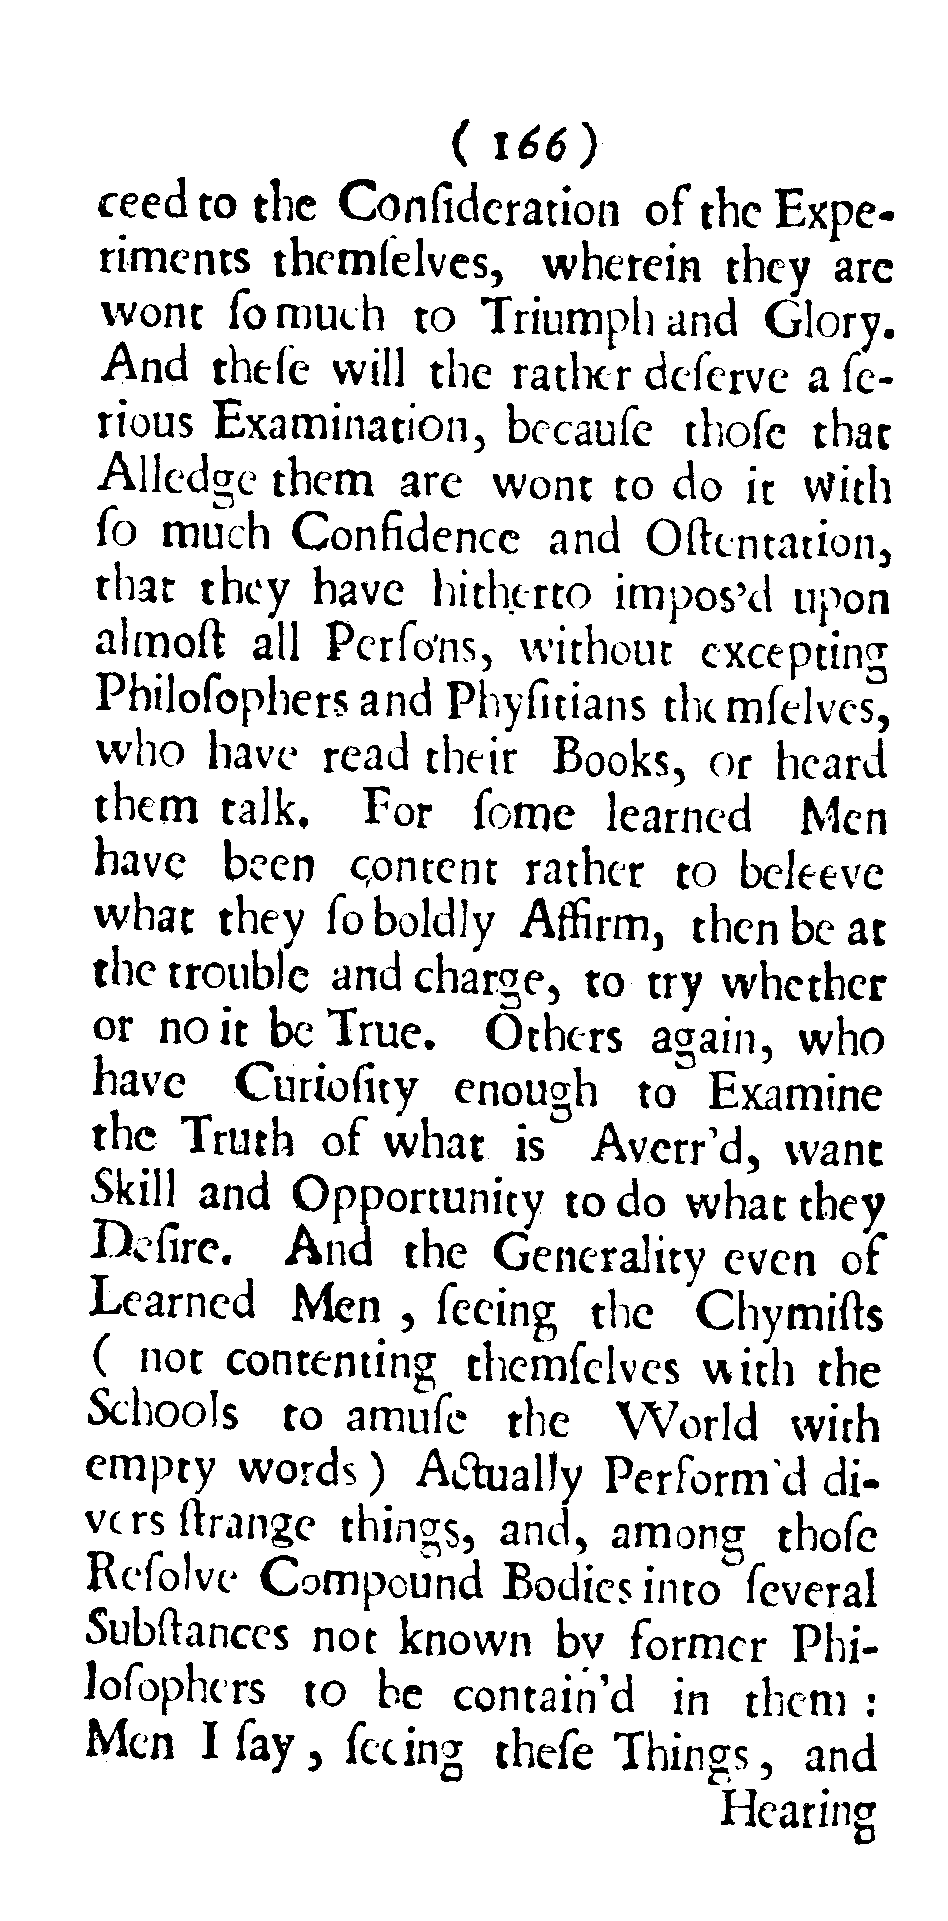 ( 166 )
ceed to the Conſideration of the Expe-
riments themſelves, wherein they are
wont ſo much to Triumph and Glory.
And theſe will the rather deſerve a ſe-
rious Examination, becauſe thoſe that
Alledge them are wont to do it with
ſo much Confidence and Oſtentation,
that they have hitherto impos'd upon
almoſt all Perſons, without excepting
Philoſophers and Phyſitians themſelves,
who have read their Books, or heard
them talk. For ſome learned Men
have been content rather to beleeve
what they ſo boldly Affirm, then be at
the trouble and charge, to try whether
or no it be True. Others again, who
have Curioſity enough to Examine
the Truth of what is Averr'd, want
Skill and Opportunity to do what they
Deſire. And the Generality even of
Learned Men , ſeeing the Chymiſts
( not contenting themſelves with the
Schools to amuſe the World with
empty words ) Actually Perform'd di-
vers ſtrange things, and, among thoſe
Reſolve Compound Bodies into ſeveral
Subſtances not known by former Phi-
loſophers to be contain'd in them :
Men I ſay , ſeeing theſe Things , and
Hearing